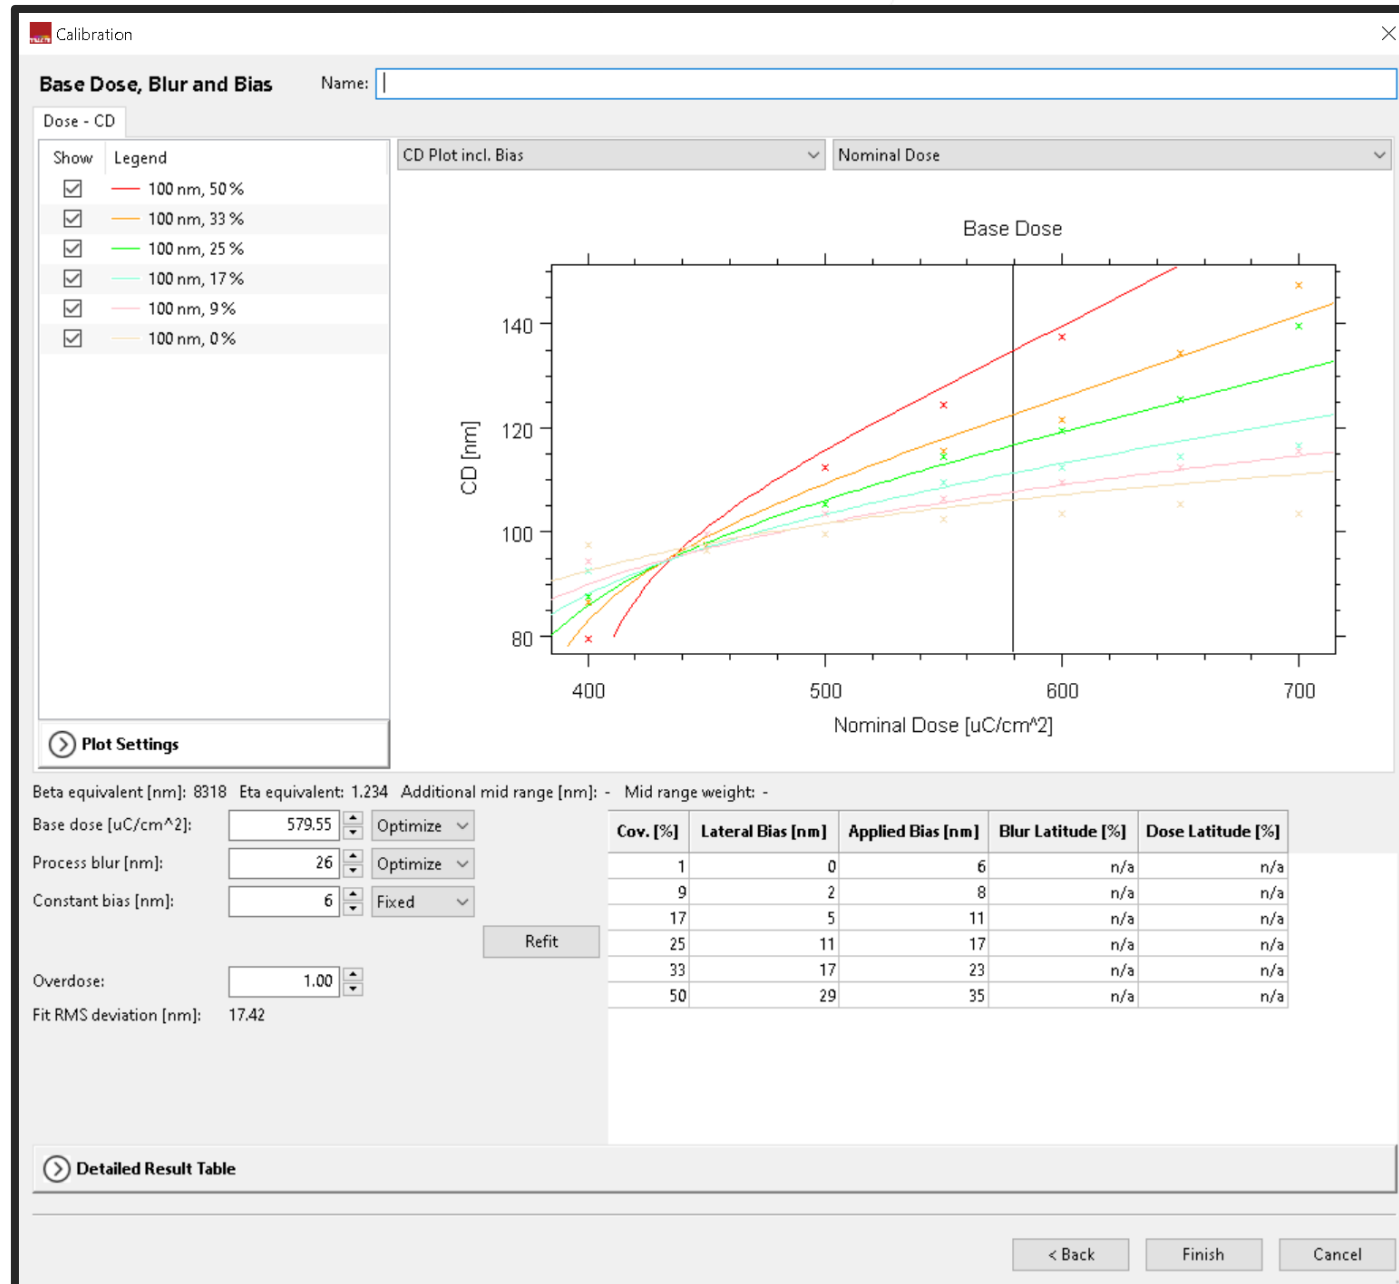 Calibration
Base Dose, Blur and Bias Name:
Dose - CD
Show Legend
100 nm, 50 %
100 nm, 33 %
100 nm, 25 %
100 nm, 17 %
100 nm, 9 %
100 nm, 0 %
Plot Settings
CD Plot incl. Bias Nominal Dose
Base Dose
CD [nm]
140
120
100
80
400 500 600 700
Nominal Dose [uC/cm^2]
Beta equivalent [nm]: 8318 Eta equivalent: 1.234 Additional mid range [nm]: - Mid range weight: -
Base dose [uC/cm^2]: 579.55 Optimize
Process blur [nm]: 26 Optimize
Constant bias [nm]: 6 Fixed
Refit
Overdose: 1.00
Fit RMS deviation [nm]: 17.42
Cov. [%] Lateral Bias [nm] Applied Bias [nm] Blur Latitude [%] Dose Latitude [%]
1 0 6 n/a n/a
9 2 8 n/a n/a
17 5 11 n/a n/a
25 11 17 n/a n/a
33 17 23 n/a n/a
50 29 35 n/a n/a
Detailed Result Table
< Back Finish Cancel